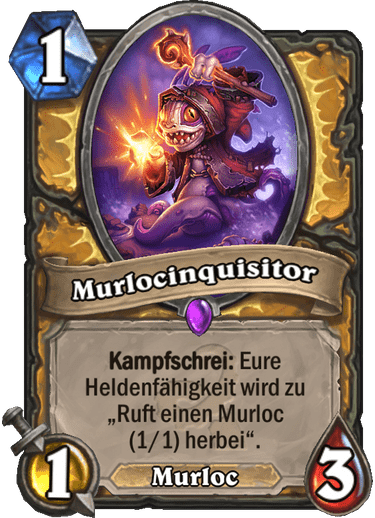 1
Murlocinquisitor
Kampfschrei: Eure
Heldenfähigkeit wird zu
„Ruft einen Murloc
(1/1) herbei“.
Murloc
1
3